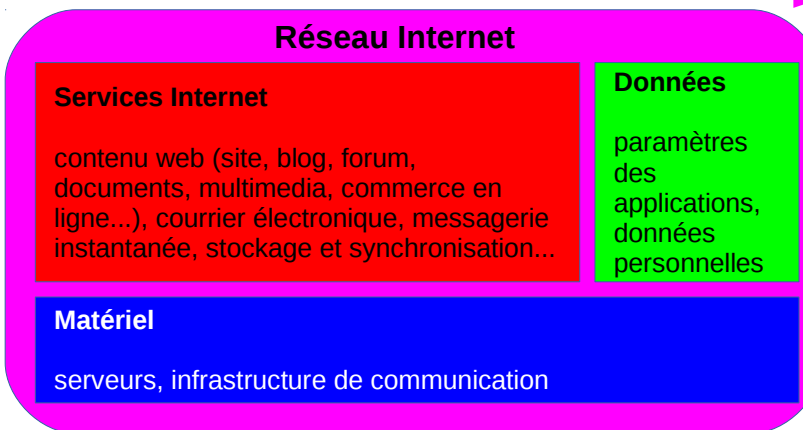 Réseau Internet
Services Internet
contenu web (site, blog, forum,
documents, multimedia, commerce en
ligne...), courrier électronique, messagerie
instantanée, stockage et synchronisation...
Données
paramètres
des
applications,
données
personnelles
Matériel
serveurs, infrastructure de communication